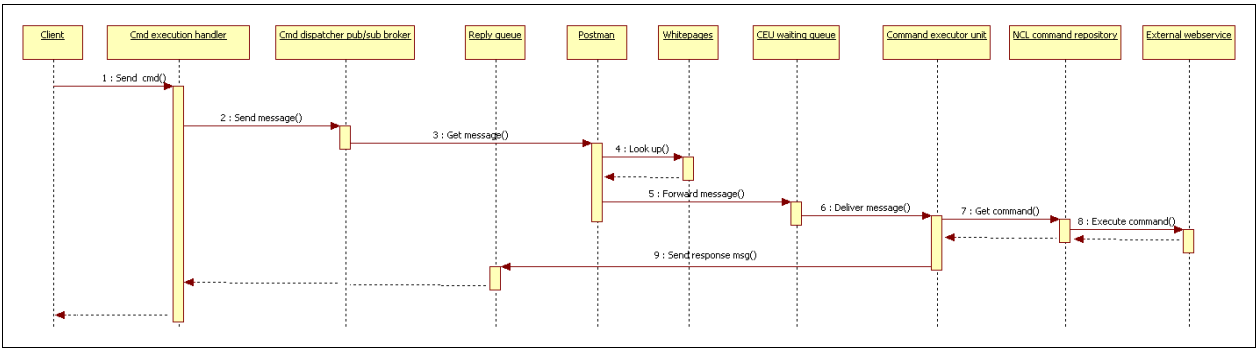 Client
Cmd execution handler
Cmd dispatcher pub/sub broker
Reply queue
Postman
Whitepages
CEU waiting queue
Command executor unit
NCL command repository
External webservice
1 : Send cmd()
2 : Send message()
3 : Get message()
4 : Look up()
5 : Forward message()
6 : Deliver message()
7 : Get command()
8 : Execute command()
9 : Send response msg()